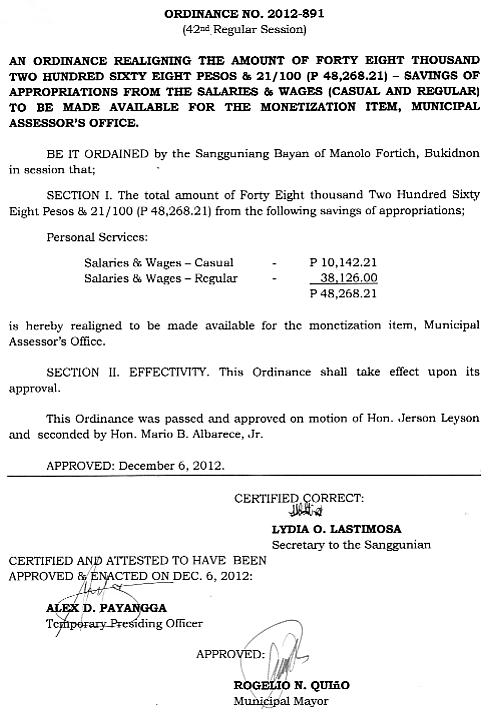 ORDINANCE NO. 2012-891
(42nd Regular Session)
AN ORDINANCE REALIGNING THE AMOUNT OF FORTY EIGHT THOUSAND
TWO HUNDRED SIXTY EIGHT PESOS & 21/100 (P 48,268.21) – SAVINGS OF
APPROPRIATIONS FROM THE SALARIES & WAGES (CASUAL AND REGULAR)
TO BE MADE AVAILABLE FOR THE MONETIZATION ITEM, MUNICIPAL
ASSESSOR'S OFFICE.
BE IT ORDAINED by the Sangguniang Bayan of Manolo Fortich, Bukidnon
in session that;
SECTION I. The total amount of Forty Eight thousand Two Hundred Sixty
Eight Pesos & 21/100 (P 48,268.21) from the following savings of appropriations;
Personal Services:
Salaries & Wages – Casual - P 10,142.21
Salaries & Wages – Regular - 38,126.00
P 48,268.21
is hereby realigned to be made available for the monetization item, Municipal
Assessor's Office.
SECTION II. EFFECTIVITY. This Ordinance shall take effect upon its
approval.
This Ordinance was passed and approved on motion of Hon. Jerson Leyson
and seconded by Hon. Mario B. Albarece, Jr.
APPROVED: December 6, 2012.
CERTIFIED CORRECT:
LYDIA O. LASTIMOSA
Secretary to the Sanggunian
CERTIFIED AND ATTESTED TO HAVE BEEN
APPROVED & ENACTED ON DEC. 6, 2012:
ALEX D. PAYANGGA
Temporary Presiding Officer
APPROVED:
ROGELIO N. QUIñO
Municipal Mayor